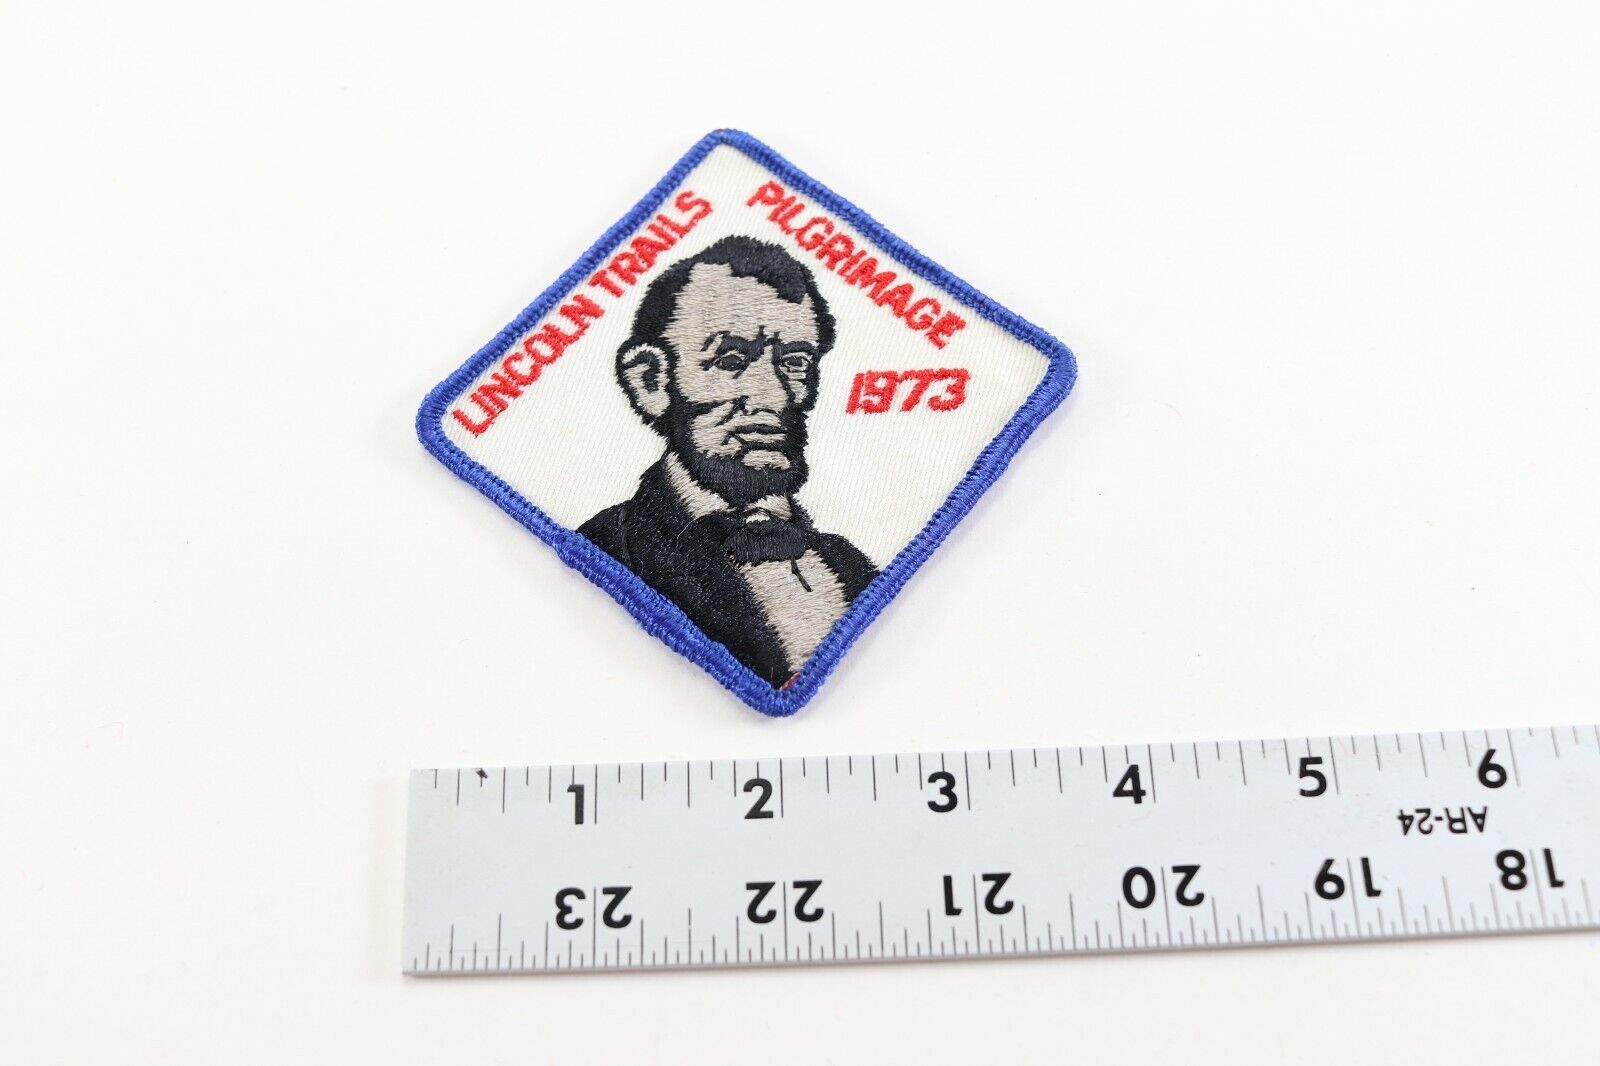 LINCOLN TRAILS
PILGRIMAGE
1973
1 2 3 4 5 6
AR-24
23 22 21 20 19 18